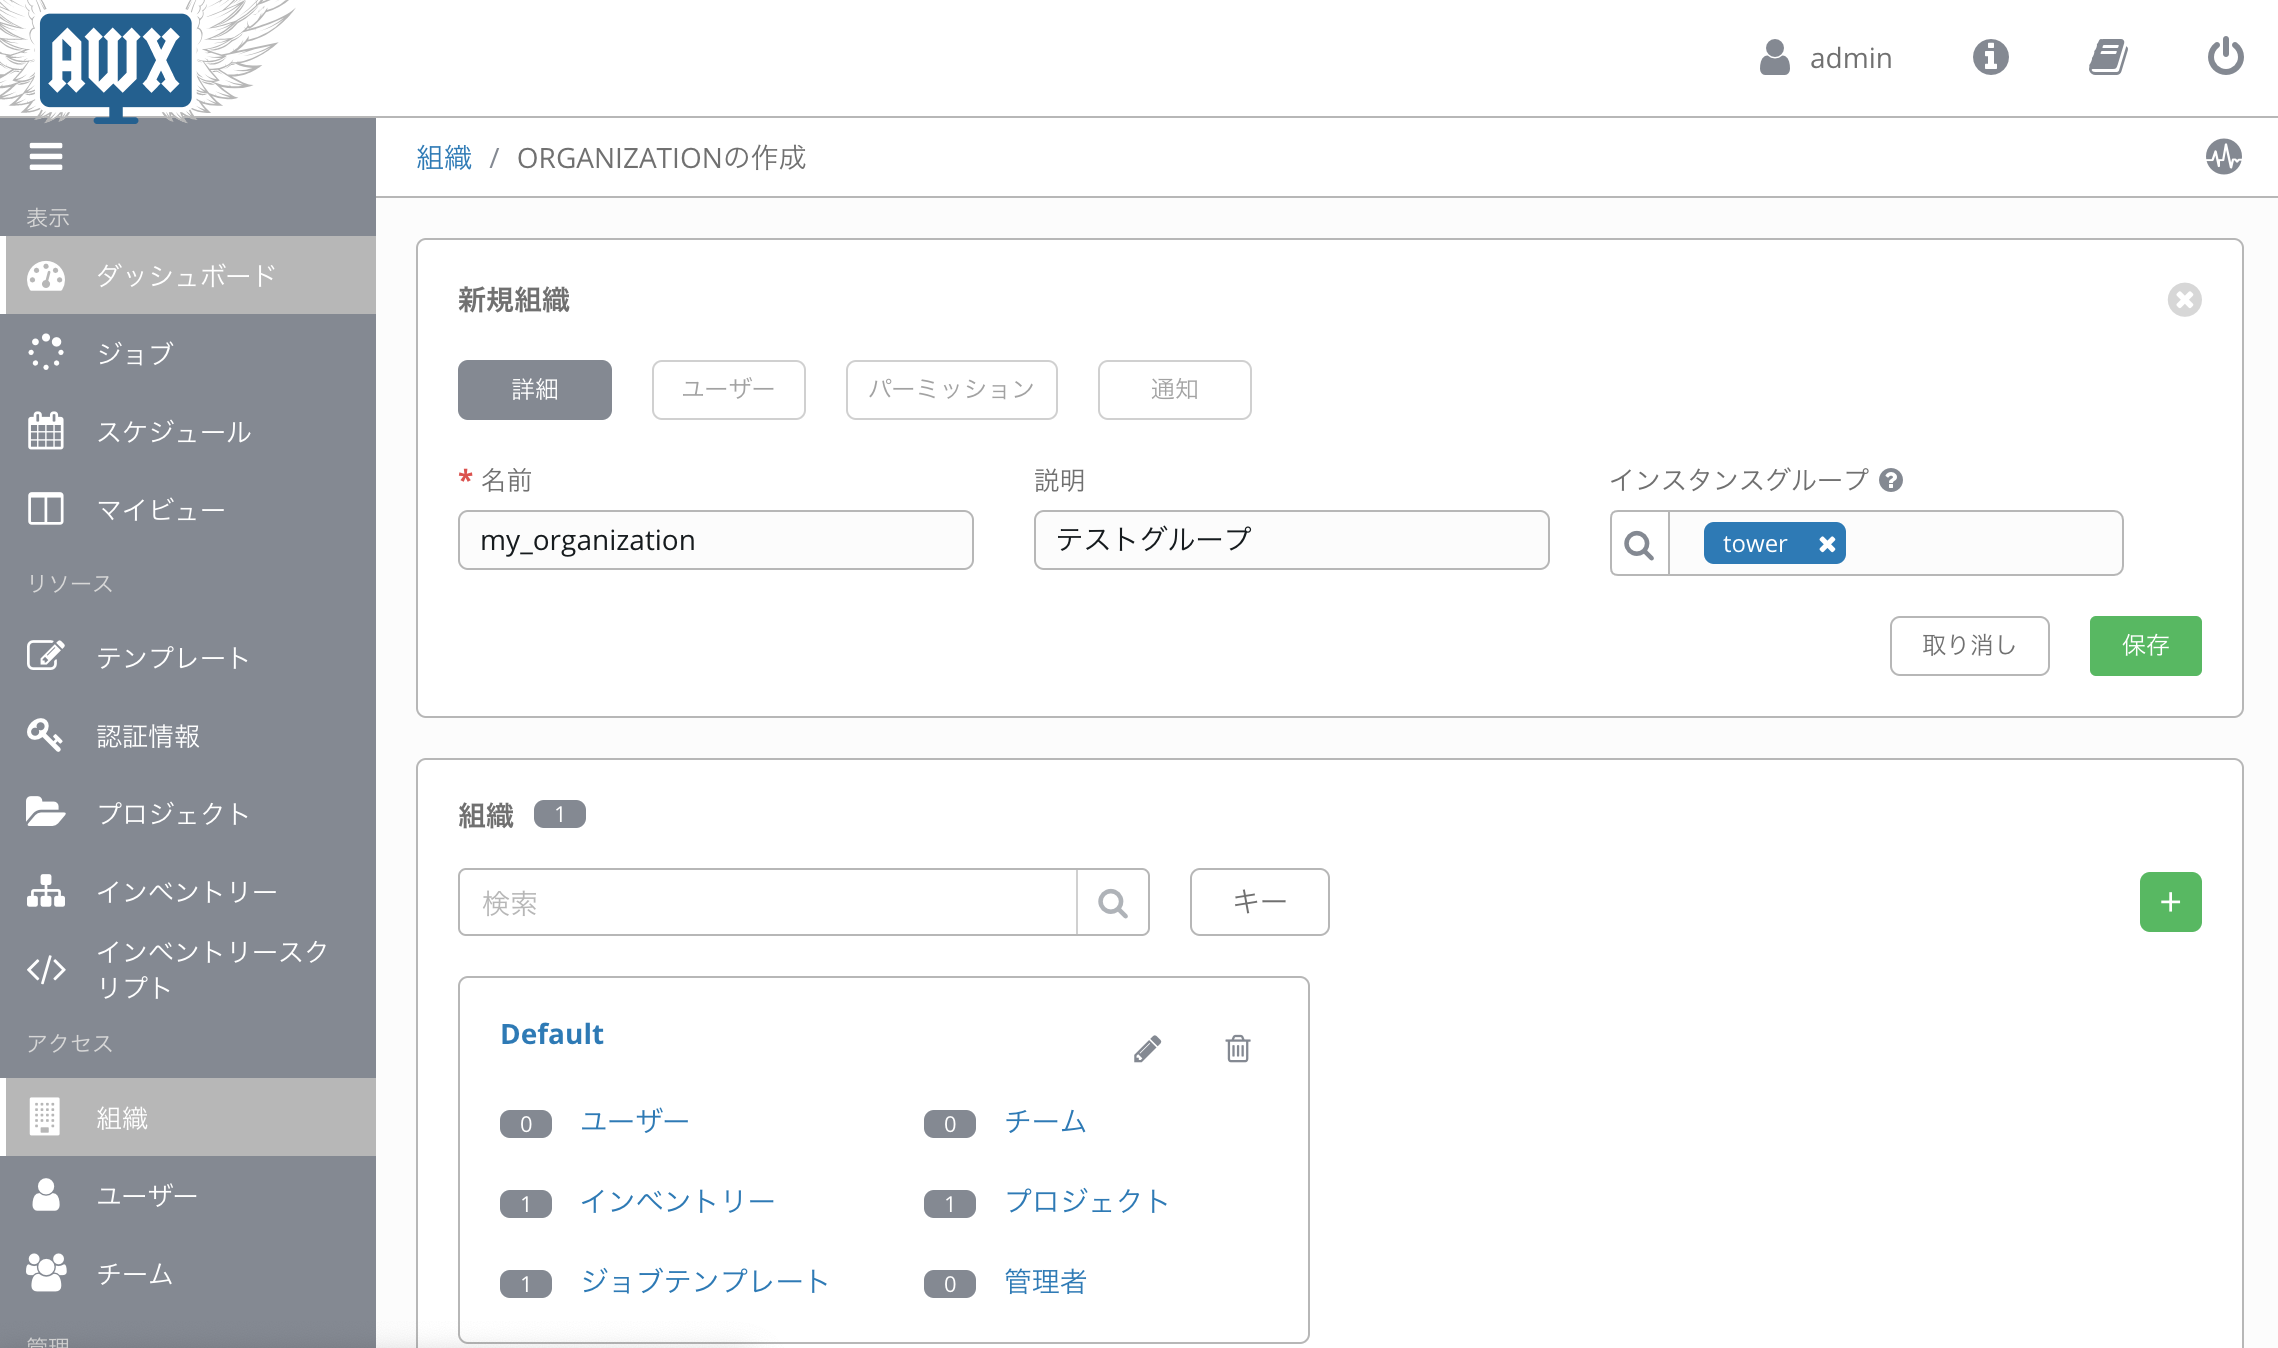 AWX
admin
表示
ダッシュボード
ジョブ
スケジュール
マイビュー
リソース
テンプレート
認証情報
プロジェクト
インベントリー
インベントリースク
リプト
アクセス
組織
ユーザー
チーム
管理
組織 / ORGANIZATIONの作成
新規組織
詳細 ユーザー パーミッション 通知
* 名前 説明 インスタンスグループ
my_organization テストグループ tower
取り消し 保存
組織 1
検索 キー
Default
0 ユーザー 0 チーム
1 インベントリー 1 プロジェクト
1 ジョブテンプレート 0 管理者